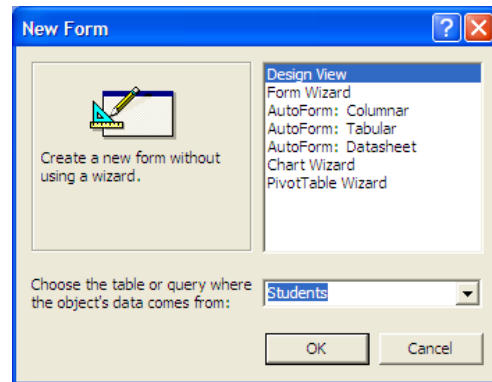 New Form
Design View
Form Wizard
AutoForm: Columnar
AutoForm: Tabular
AutoForm: Datasheet
Chart Wizard
PivotTable Wizard
Create a new form without
using a wizard.
Choose the table or query where
the object's data comes from:
Students
OK
Cancel